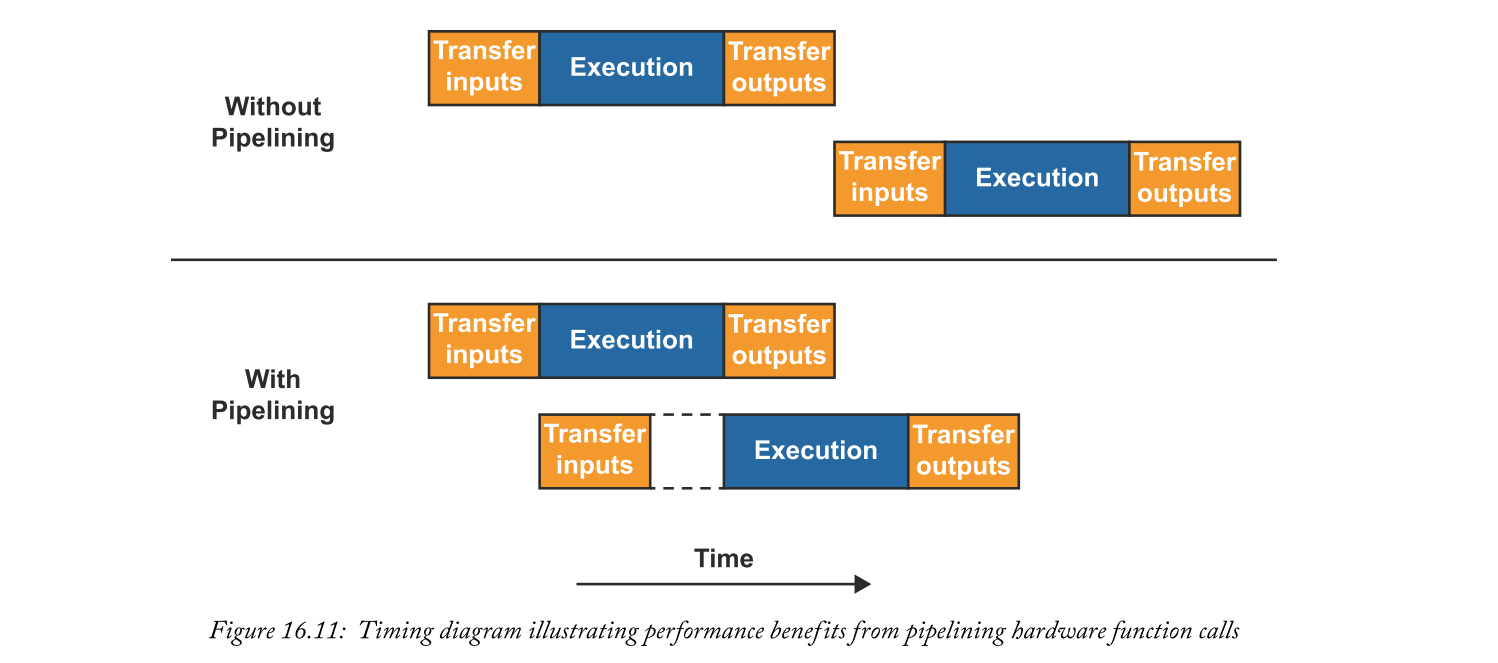 Transfer
inputs
Execution
Transfer
outputs
Without
Pipelining
Transfer
inputs
Execution
Transfer
outputs
Transfer
inputs
Execution
Transfer
outputs
With
Pipelining
Transfer
inputs
Execution
Transfer
outputs
Time
Figure 16.11: Timing diagram illustrating performance benefits from pipelining hardware function calls